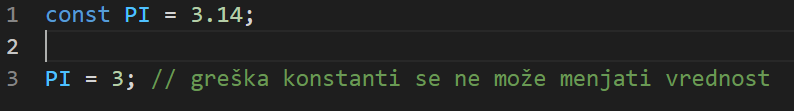 1 const PI = 3.14;
2
3 PI = 3; // greška konstanti se ne može menjati vrednost